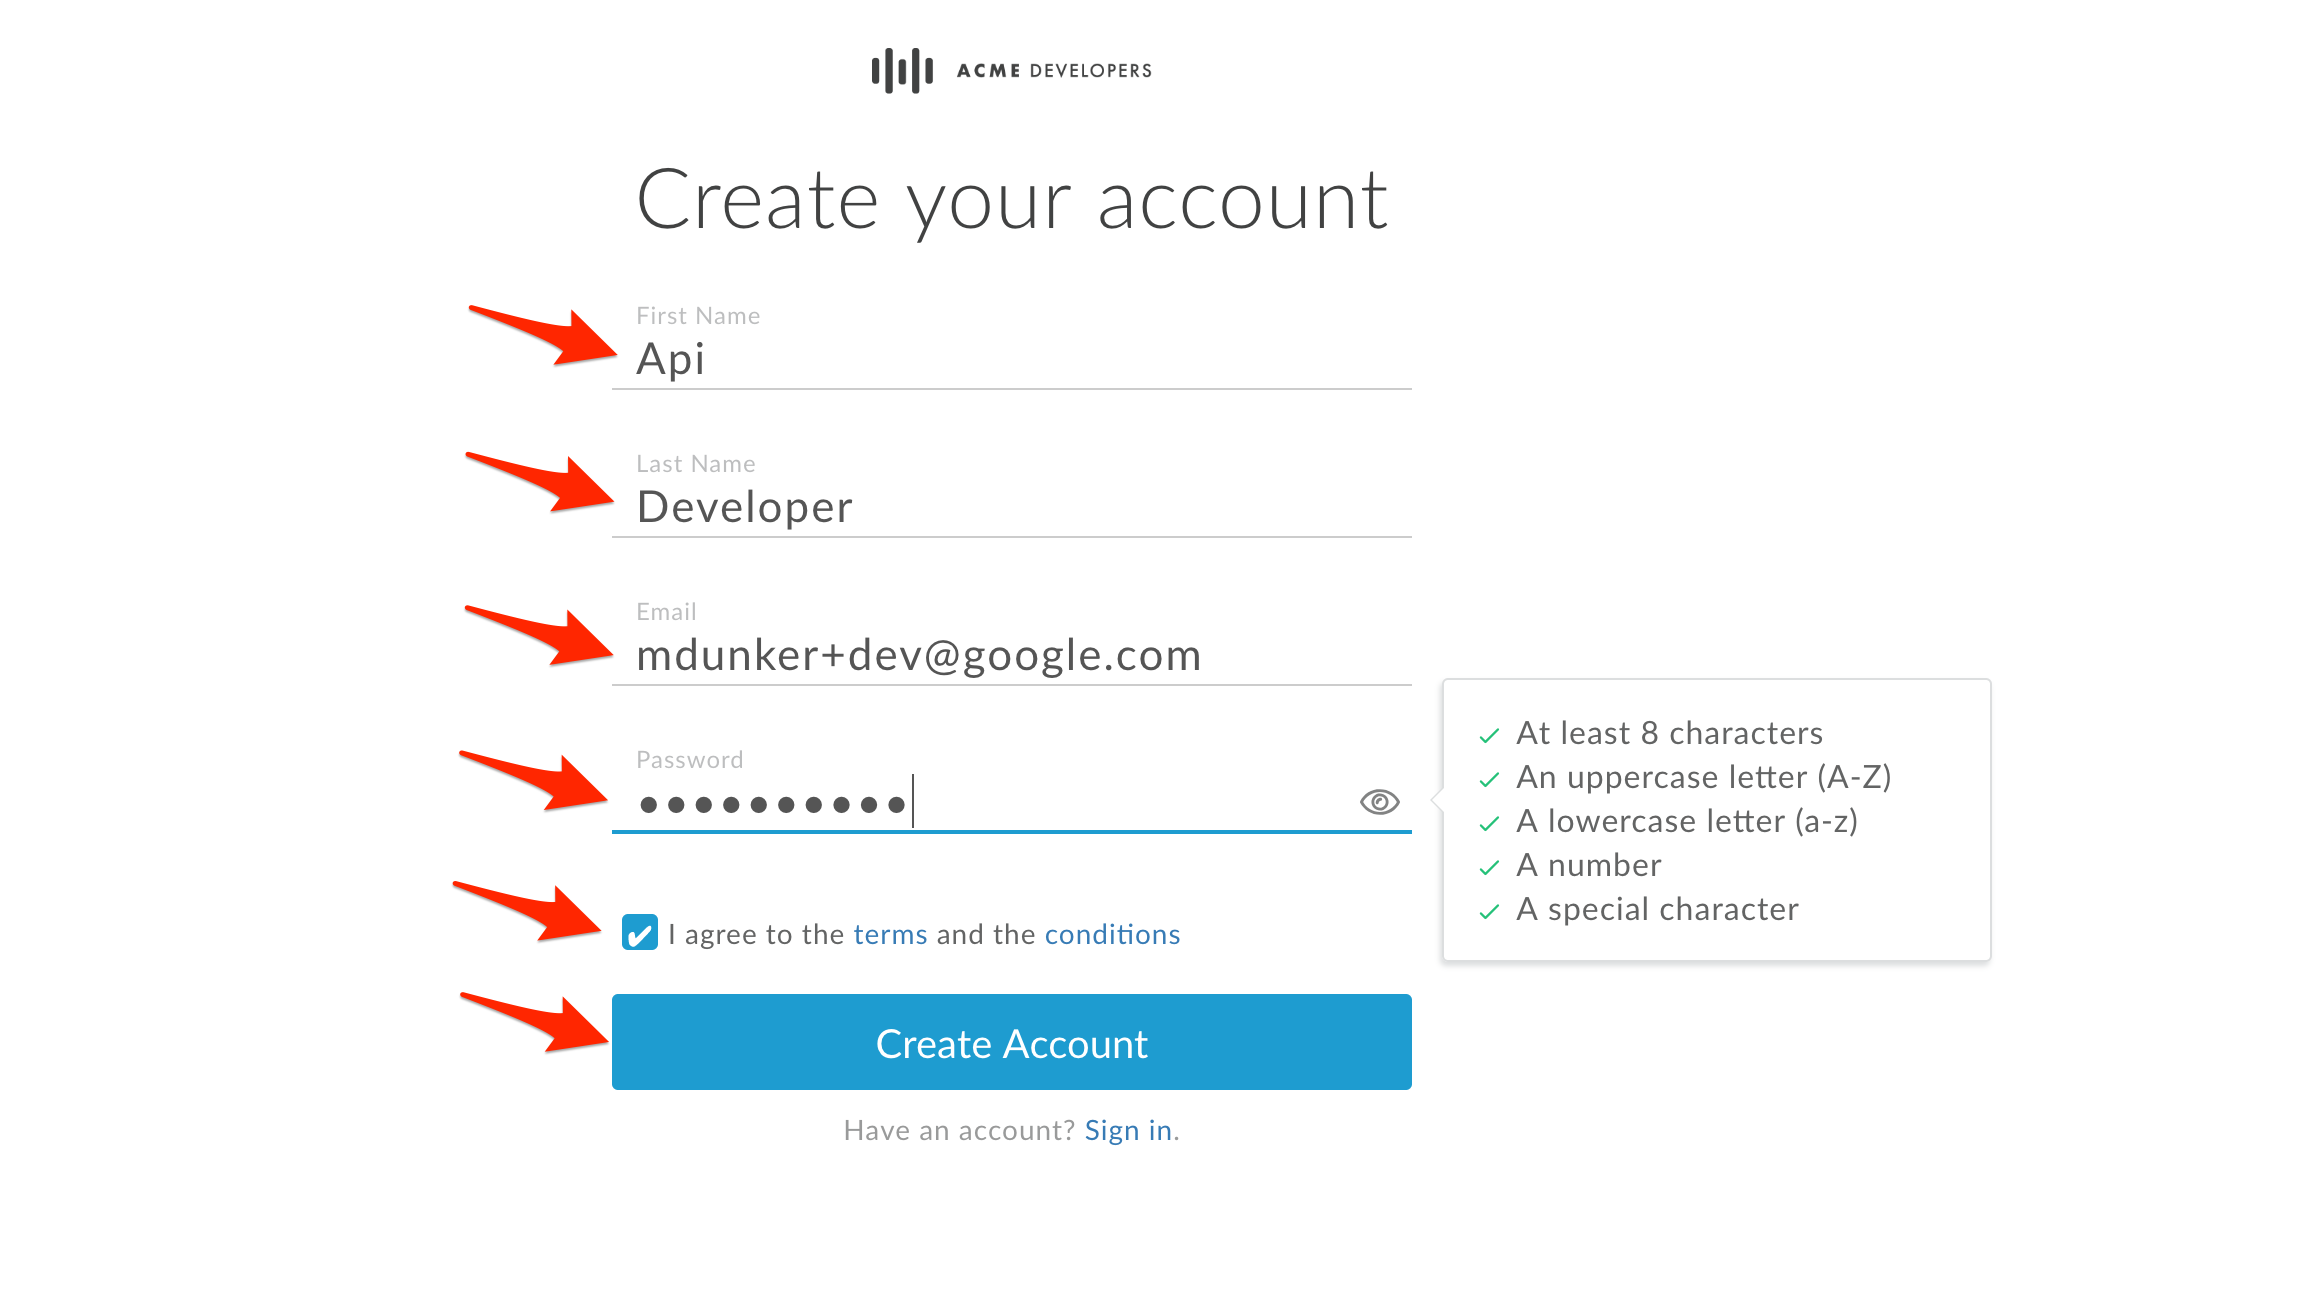 ACME DEVELOPERS
Create your account
First Name
Api
Last Name
Developer
Email
mdunker+dev@google.com
Password
At least 8 characters
An uppercase letter (A-Z)
A lowercase letter (a-z)
A number
A special character
I agree to the terms and the conditions
Create Account
Have an account? Sign in.